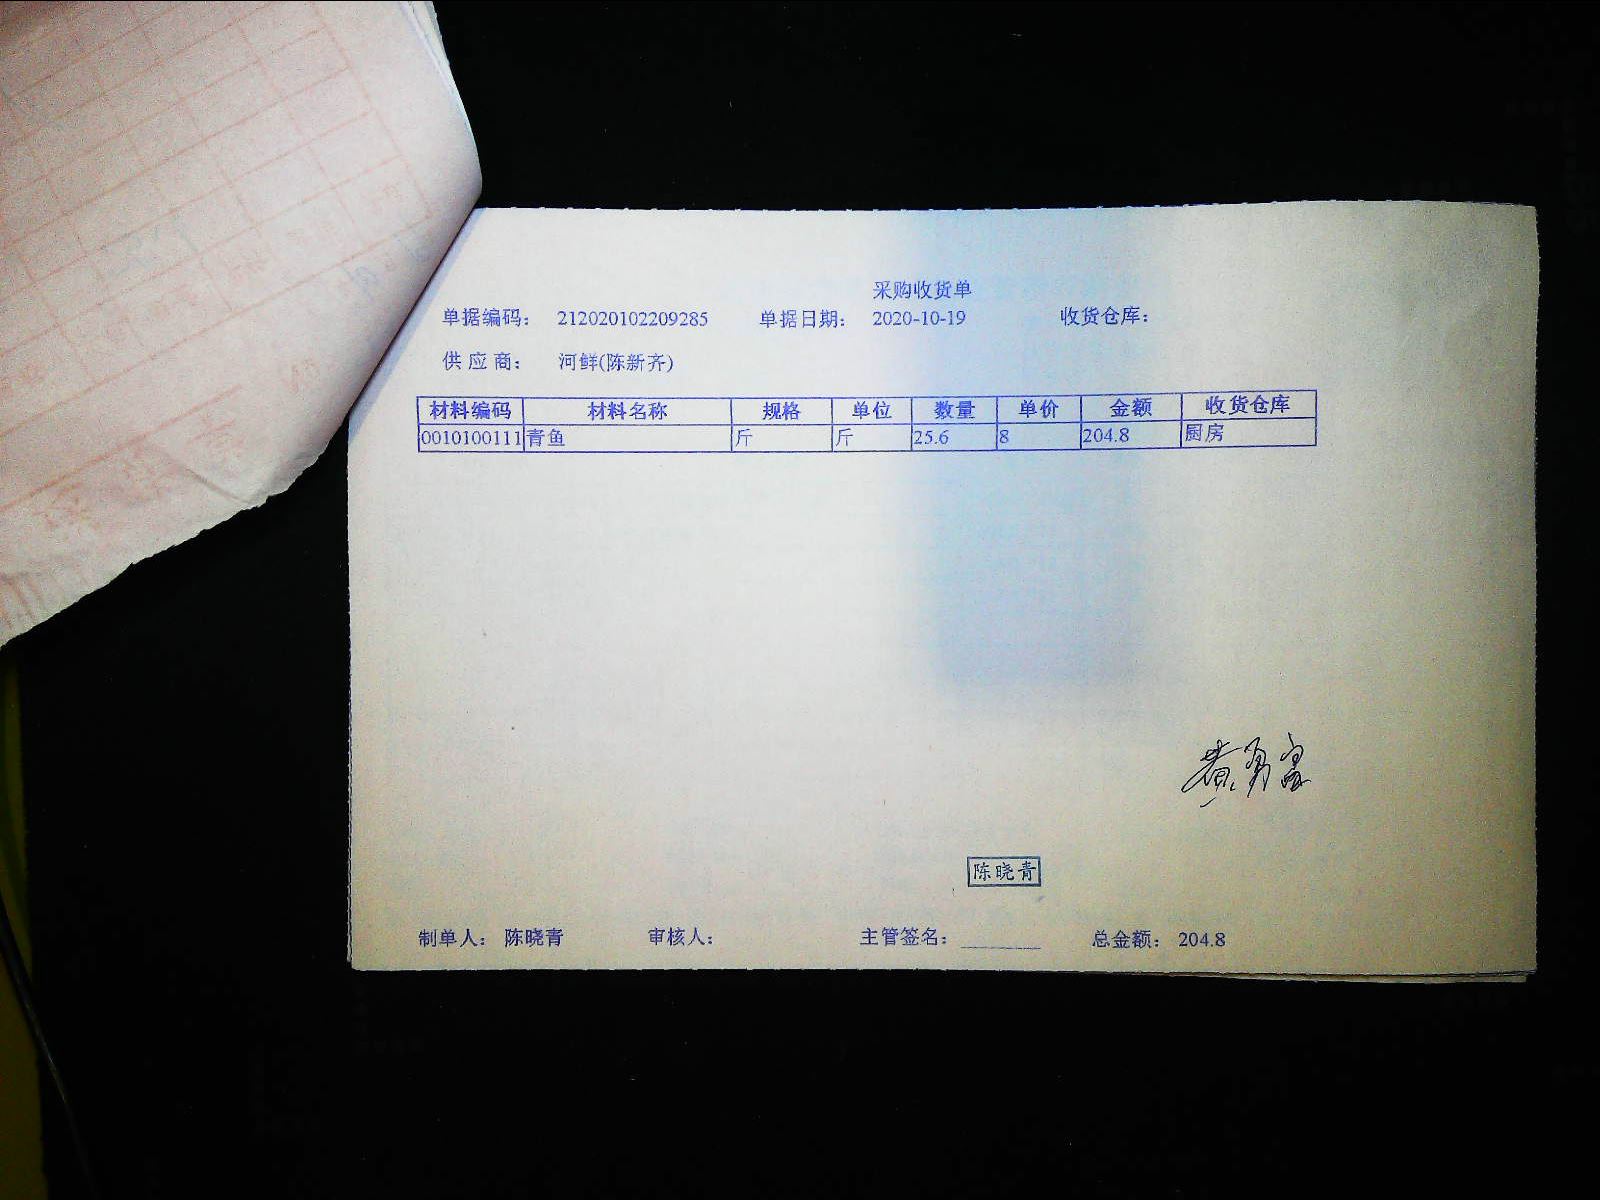 采购收货单
单据编码： 212020102209285 单据日期： 2020-10-19 收货仓库：
供 应 商： 河鲜(陈新齐)
材料编码 材料名称 规格 单位 数量 单价 金额 收货仓库
0010100111 青鱼 斤 斤 25.6 8 204.8 厨房
陈晓青
制单人： 陈晓青 审核人： 主管签名： ________ 总金额： 204.8